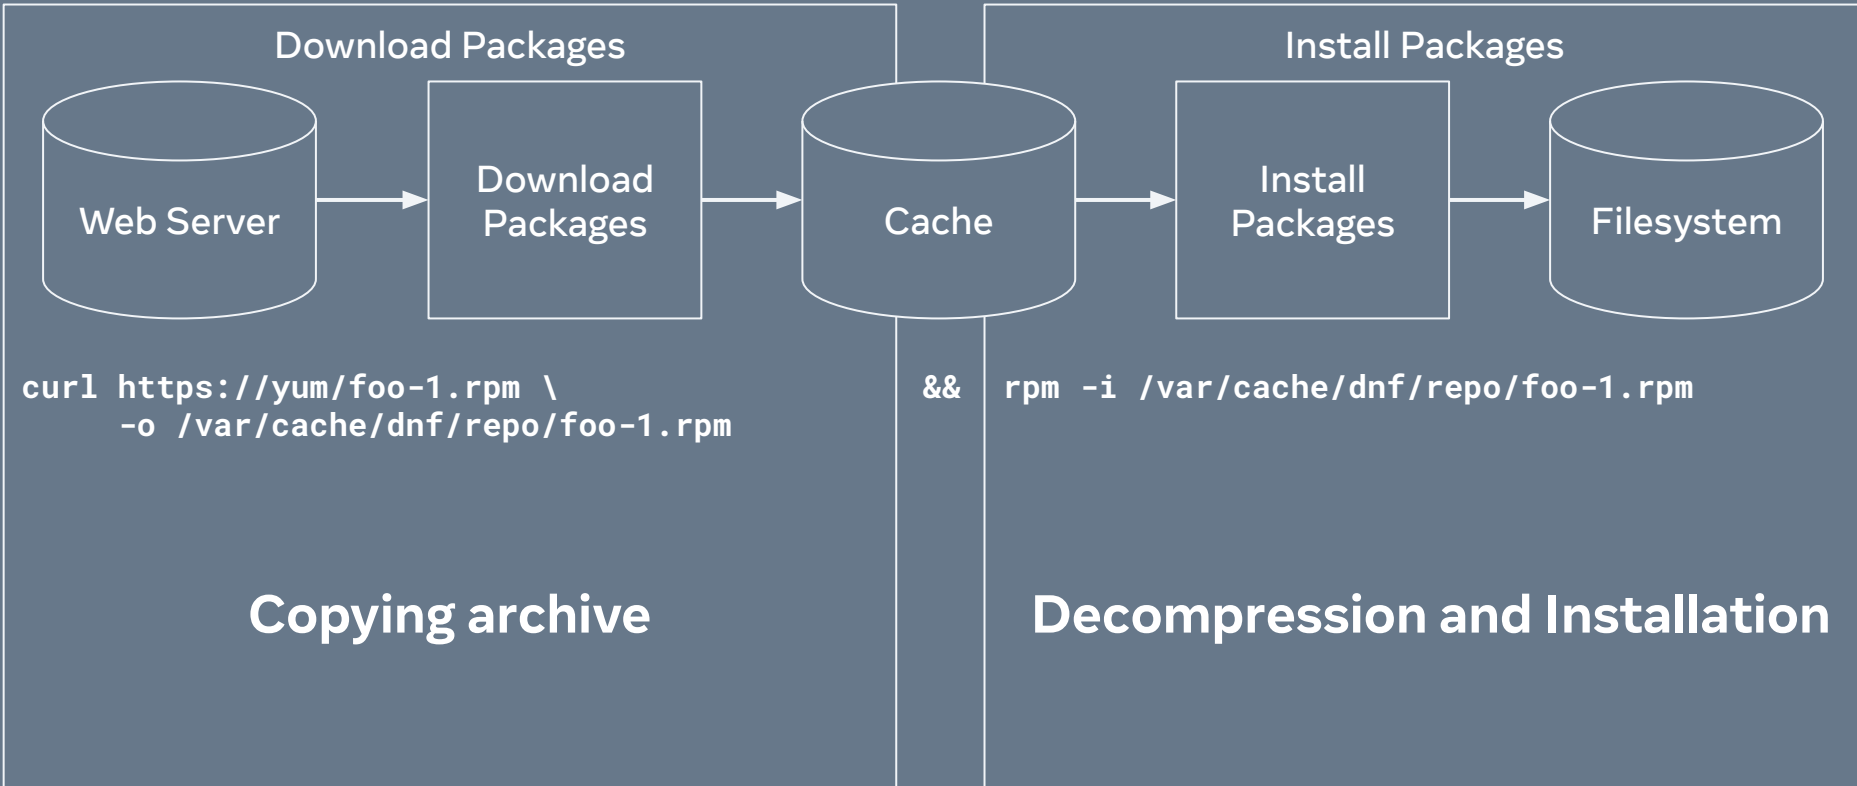 Download Packages
Install Packages
Web Server
Download
Packages
Cache
Install
Packages
Filesystem
curl https://yum/foo-1.rpm \
-o /var/cache/dnf/repo/foo-1.rpm
&&
rpm -i /var/cache/dnf/repo/foo-1.rpm
Copying archive
Decompression and Installation